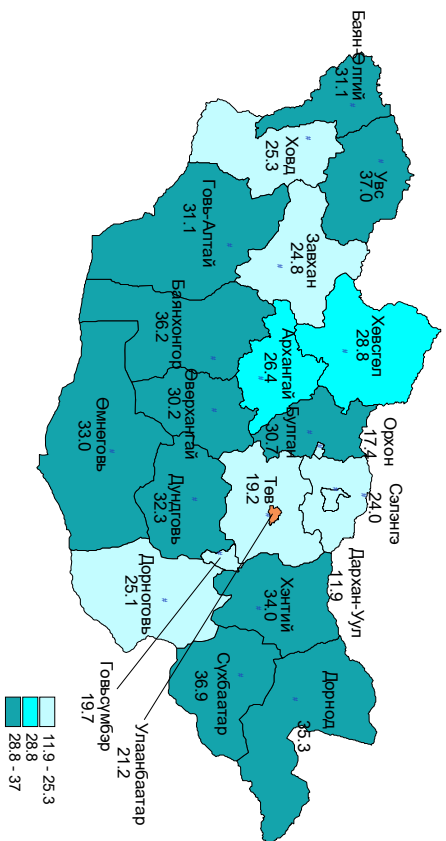 Баян-Өлгий
31.1
Увс
37.0
Ховд
25.3
Говь-Алтай
31.1
Завхан
24.8
Хөвсгөл
28.8
Баянхонгор
36.2
Архангай
26.4
Өвөрхангай
30.2
Булган
30.7
Өмнөговь
33.0
Орхон
17.4
Сэлэнгэ
24.0
Дархан-Уул
11.9
Төв
19.2
Дундговь
32.3
Дорноговь
25.1
Хэнтий
34.0
Дорнод
35.3
Сүхбаатар
36.9
Говьсүмбэр
19.7
Улаанбаатар
21.2
11.9 - 25.3
28.8
28.8 - 37